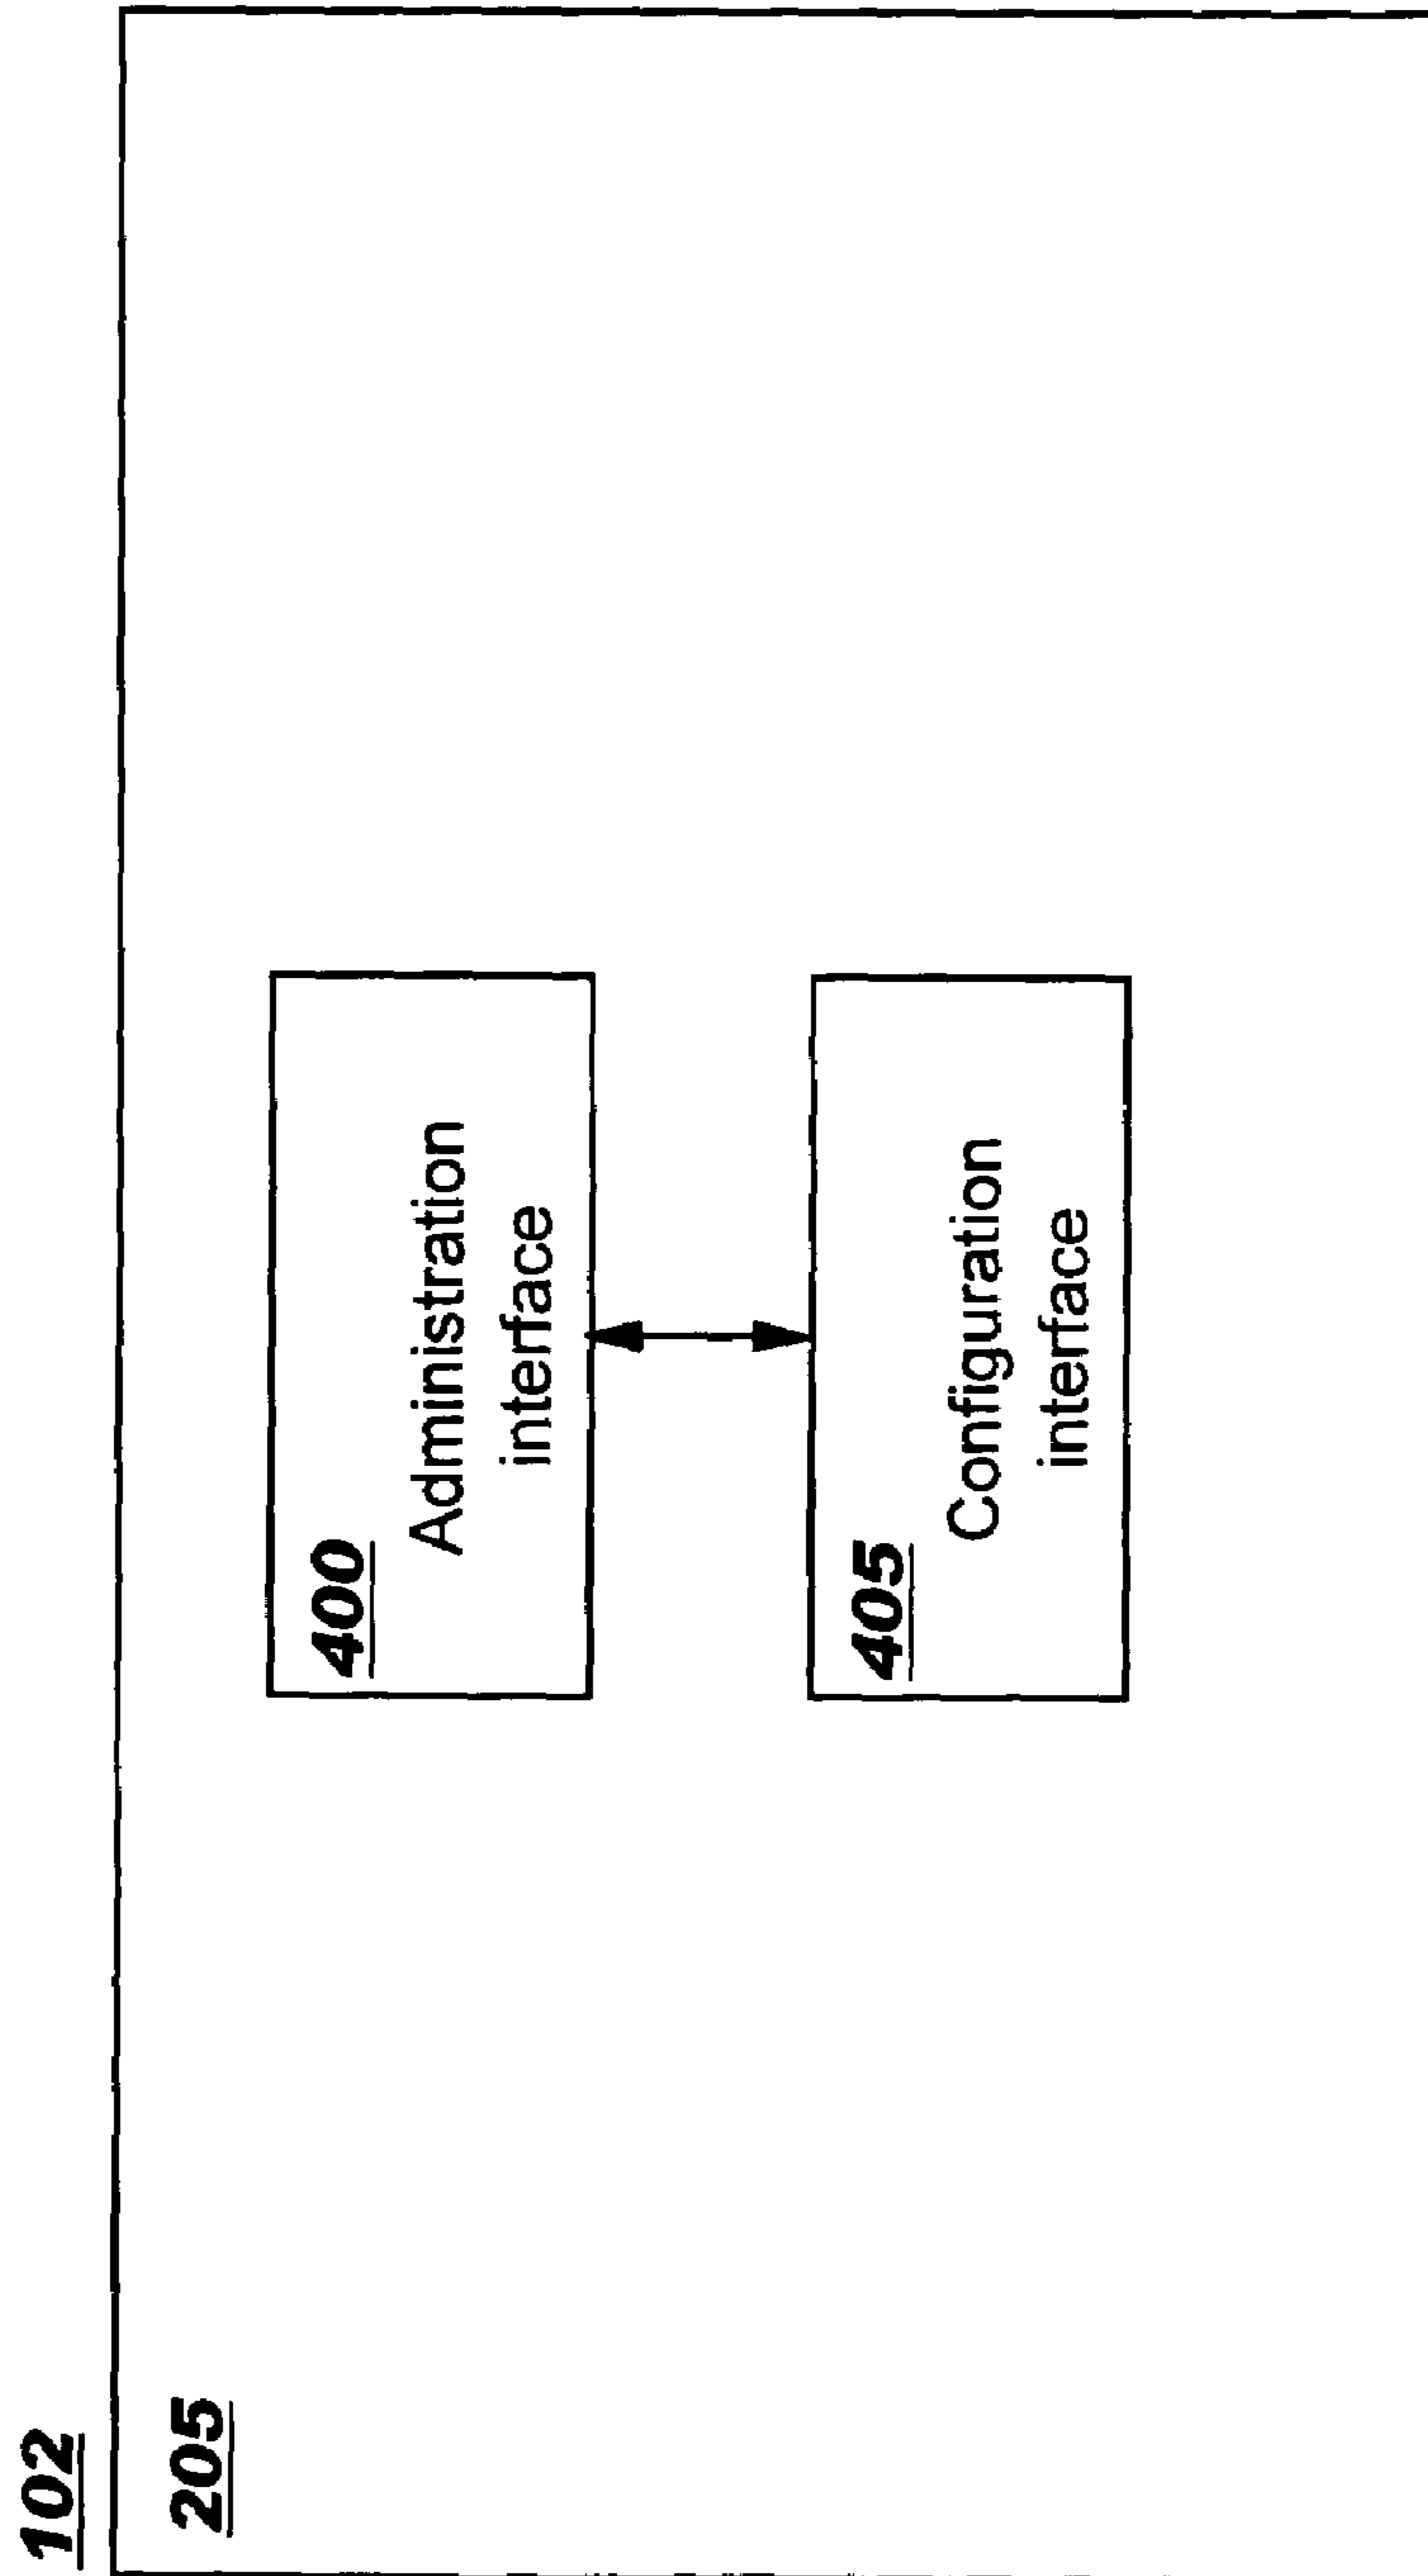 102
205
400
Administration
interface
405
Configuration
interface